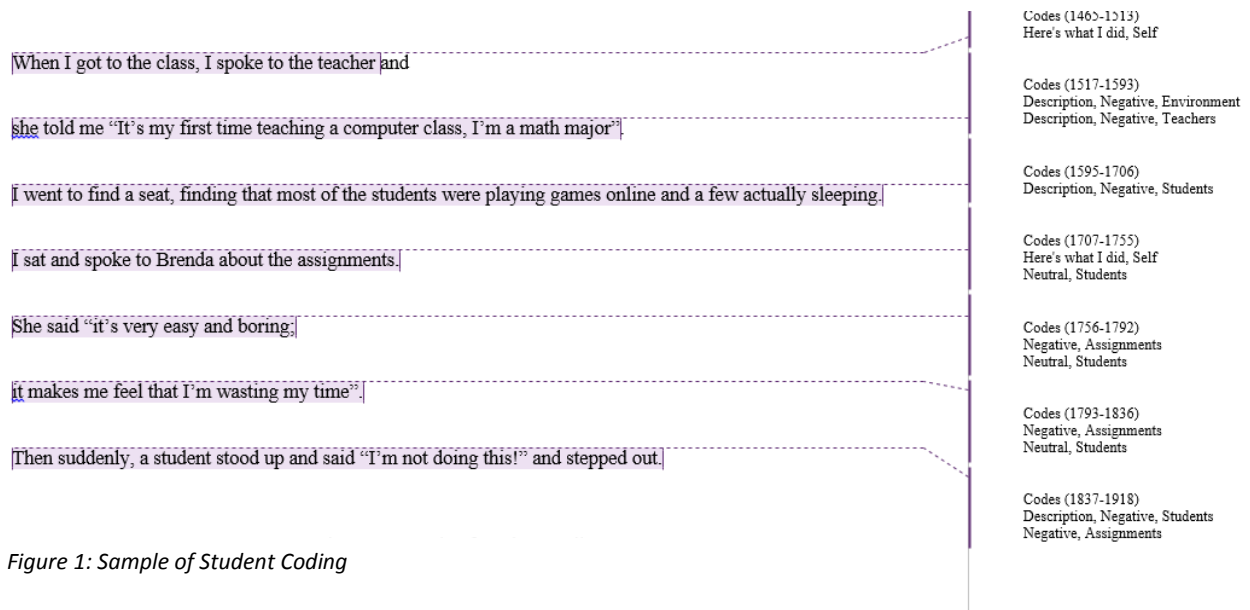 When I got to the class, I spoke to the teacher and
she told me “It’s my first time teaching a computer class, I’m a math major”.
I went to find a seat, finding that most of the students were playing games online and a few actually sleeping.
I sat and spoke to Brenda about the assignments.
She said “it’s very easy and boring;
it makes me feel that I’m wasting my time”.
Then suddenly, a student stood up and said “I’m not doing this!” and stepped out.
Figure 1: Sample of Student Coding
Codes (1465-1513)
Here's what I did, Self
Codes (1517-1593)
Description, Negative, Environment
Description, Negative, Teachers
Codes (1595-1706)
Description, Negative, Students
Codes (1707-1755)
Here's what I did, Self
Neutral, Students
Codes (1756-1792)
Negative, Assignments
Neutral, Students
Codes (1793-1836)
Negative, Assignments
Neutral, Students
Codes (1837-1918)
Description, Negative, Students
Negative, Assignments